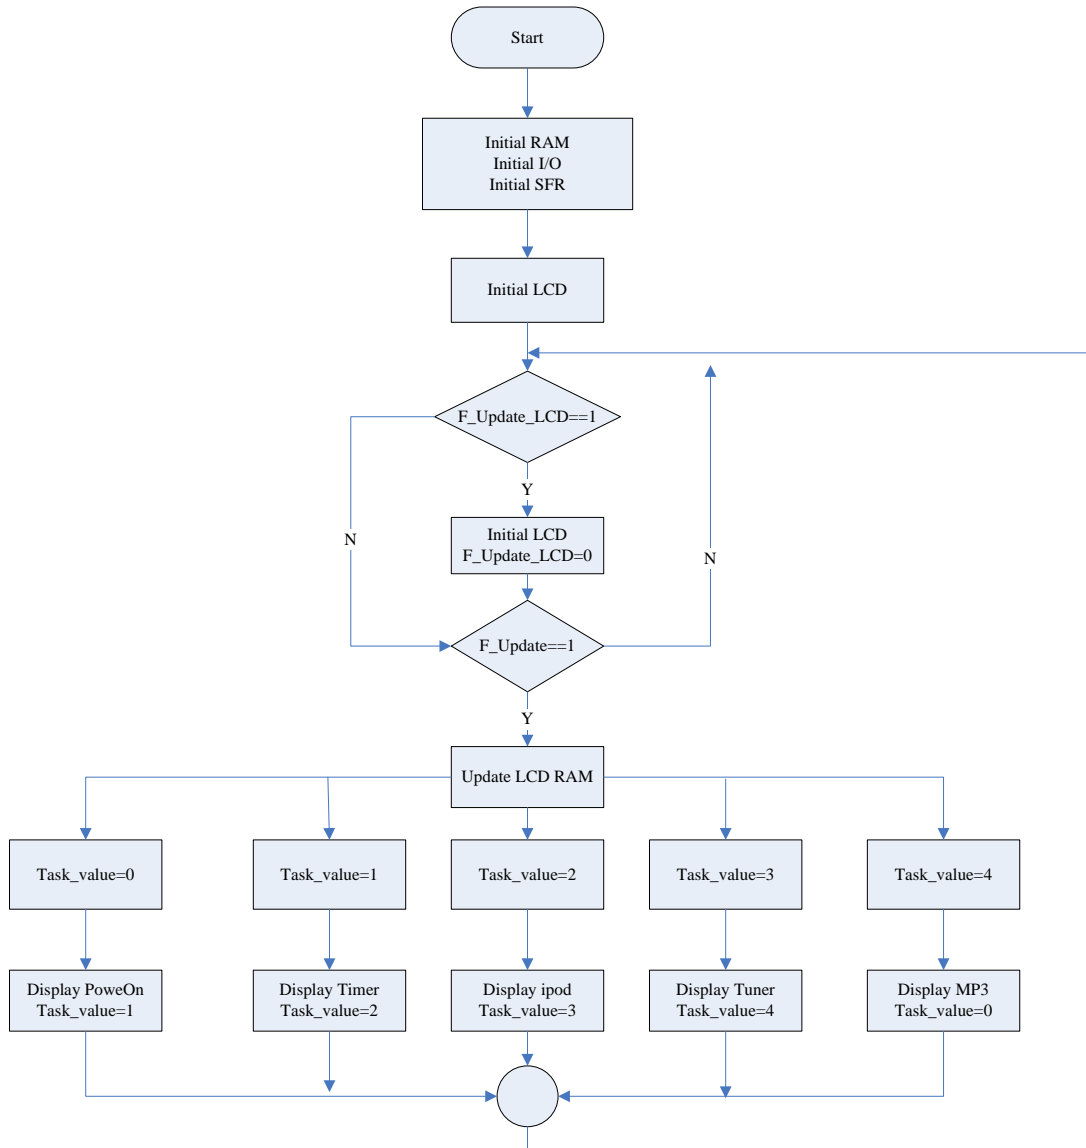 Start
Initial RAM
Initial I/O
Initial SFR
Initial LCD
F_Update_LCD==1
Y
N
Initial LCD
F_Update_LCD=0
N
F_Update==1
Y
Update LCD RAM
Task_value=0
Task_value=1
Task_value=2
Task_value=3
Task_value=4
Display PoweOn
Task_value=1
Display Timer
Task_value=2
Display ipod
Task_value=3
Display Tuner
Task_value=4
Display MP3
Task_value=0